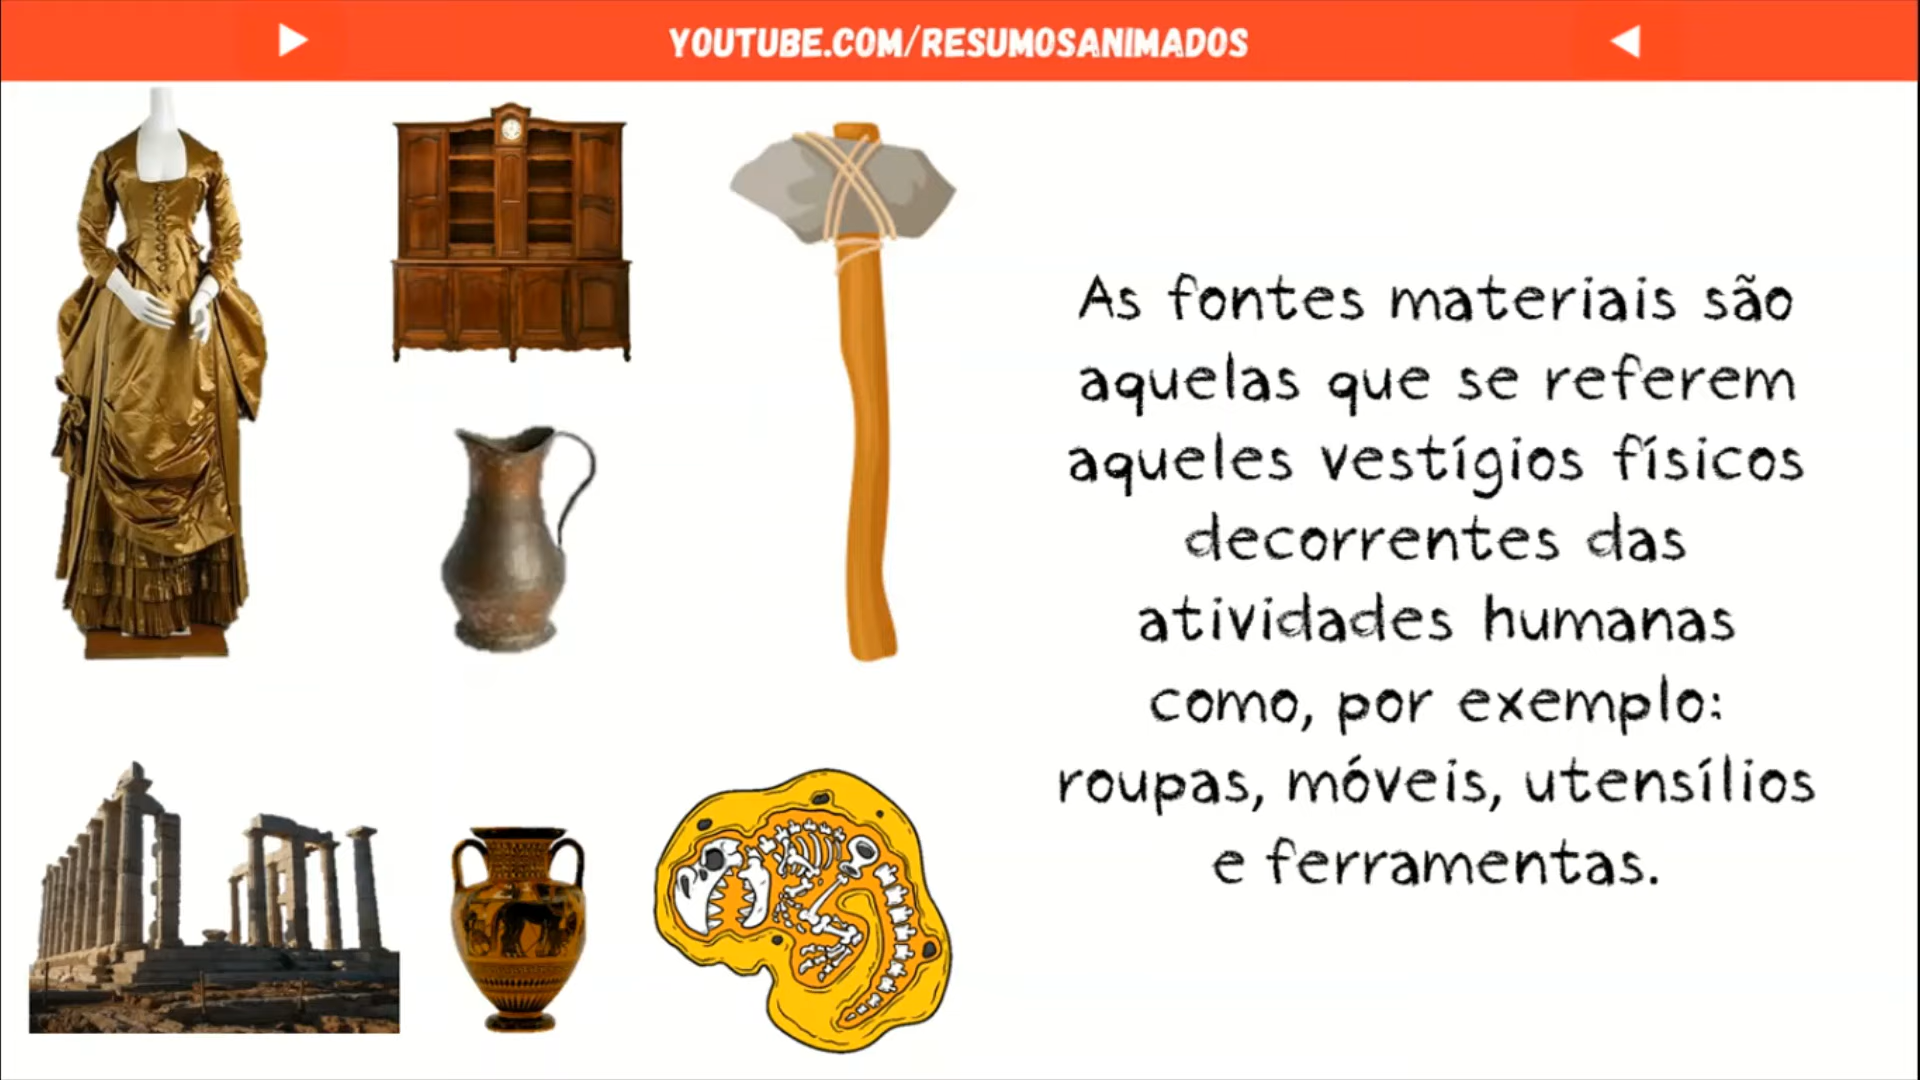 YOUTUBE.COM/RESUMOSANIMADOS
As fontes materiais são
aquelas que se referem
aqueles vestígios físicos
decorrentes das
atividades humanas
como, por exemplo:
roupas, móveis, utensílios
e ferramentas.